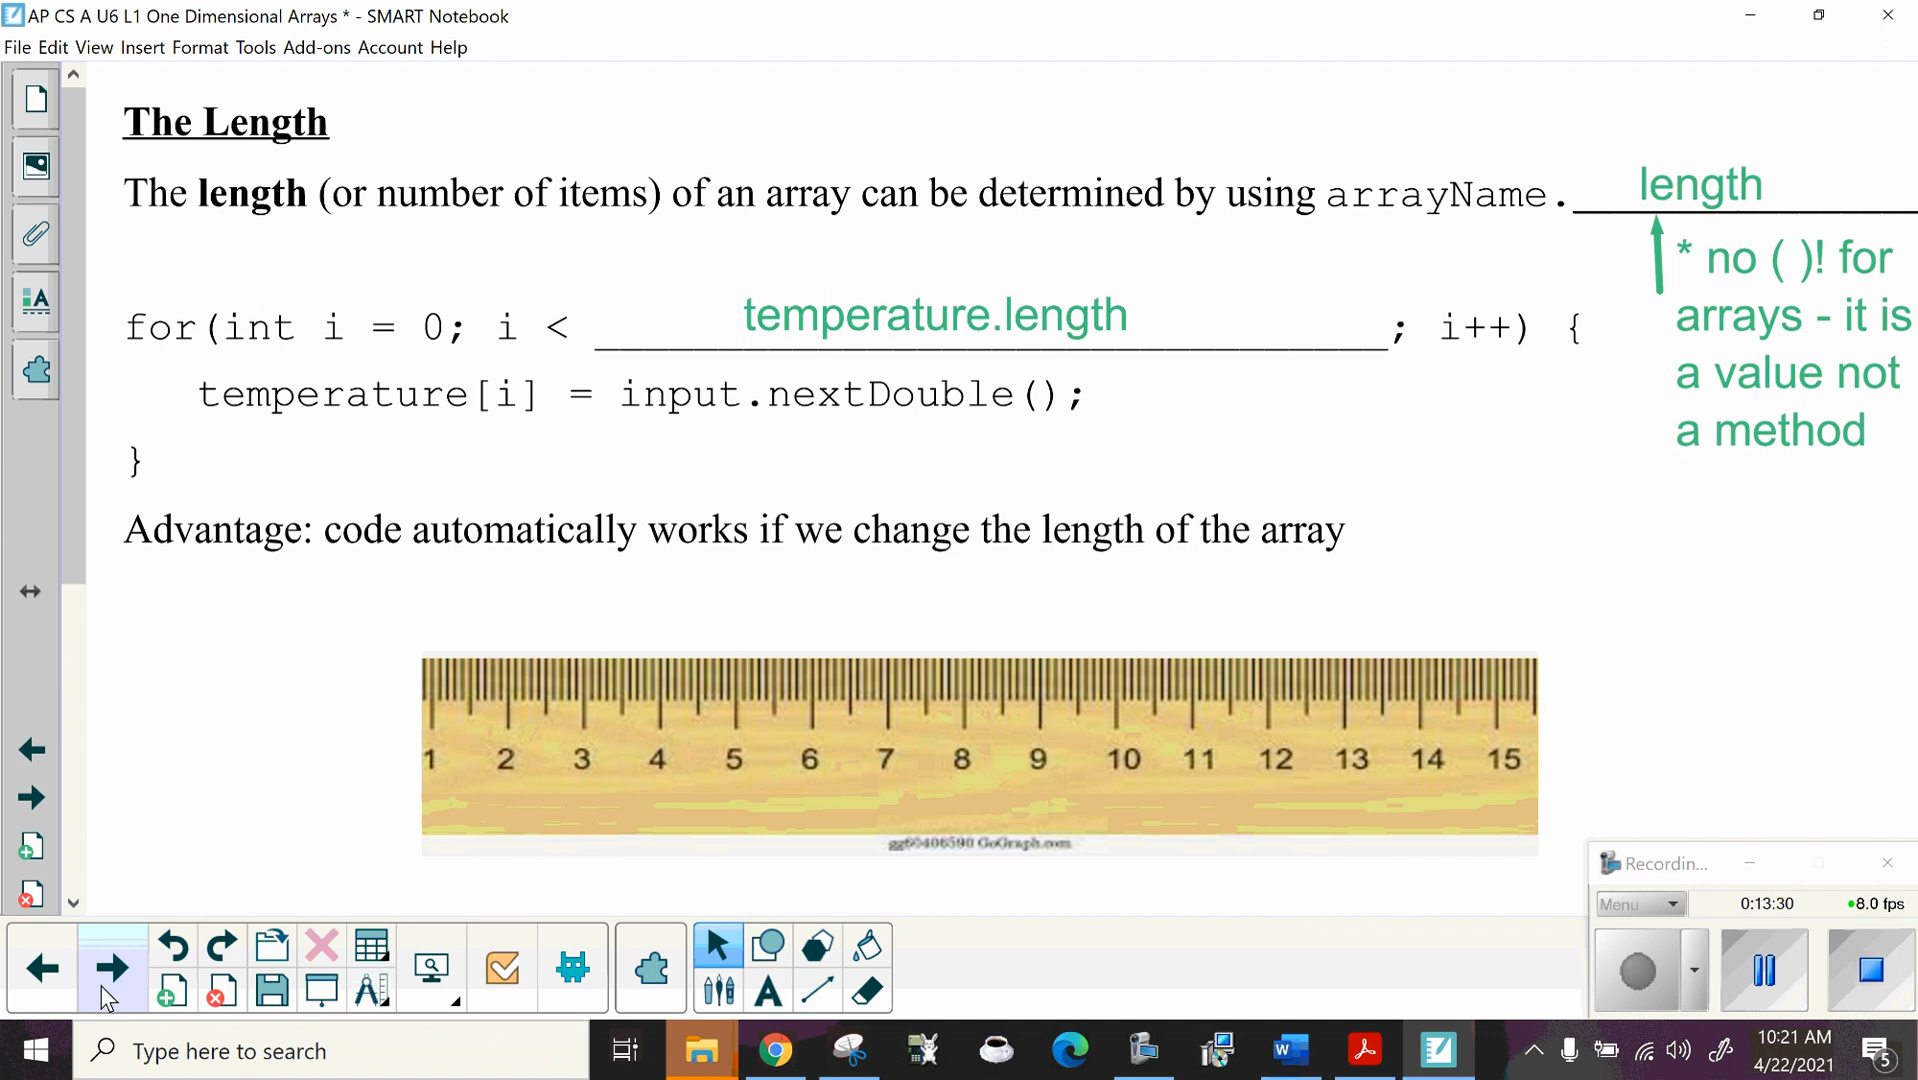 AP CS A U6 L1 One Dimensional Arrays * - SMART Notebook
File Edit View Insert Format Tools Add-ons Account Help
The Length
The length (or number of items) of an array can be determined by using arrayName.length
* no ( )! for
arrays - it is
a value not
a method
for(int i = 0; i < temperature.length; i++) {
temperature[i] = input.nextDouble();
}
Advantage: code automatically works if we change the length of the array
1 2 3 4 5 6 7 8 9 10 11 12 13 14 15
gg60406590 GoGraph.com
Recordin...
Menu 0:13:30 8.0 fps
Type here to search
10:21 AM
4/22/2021
5